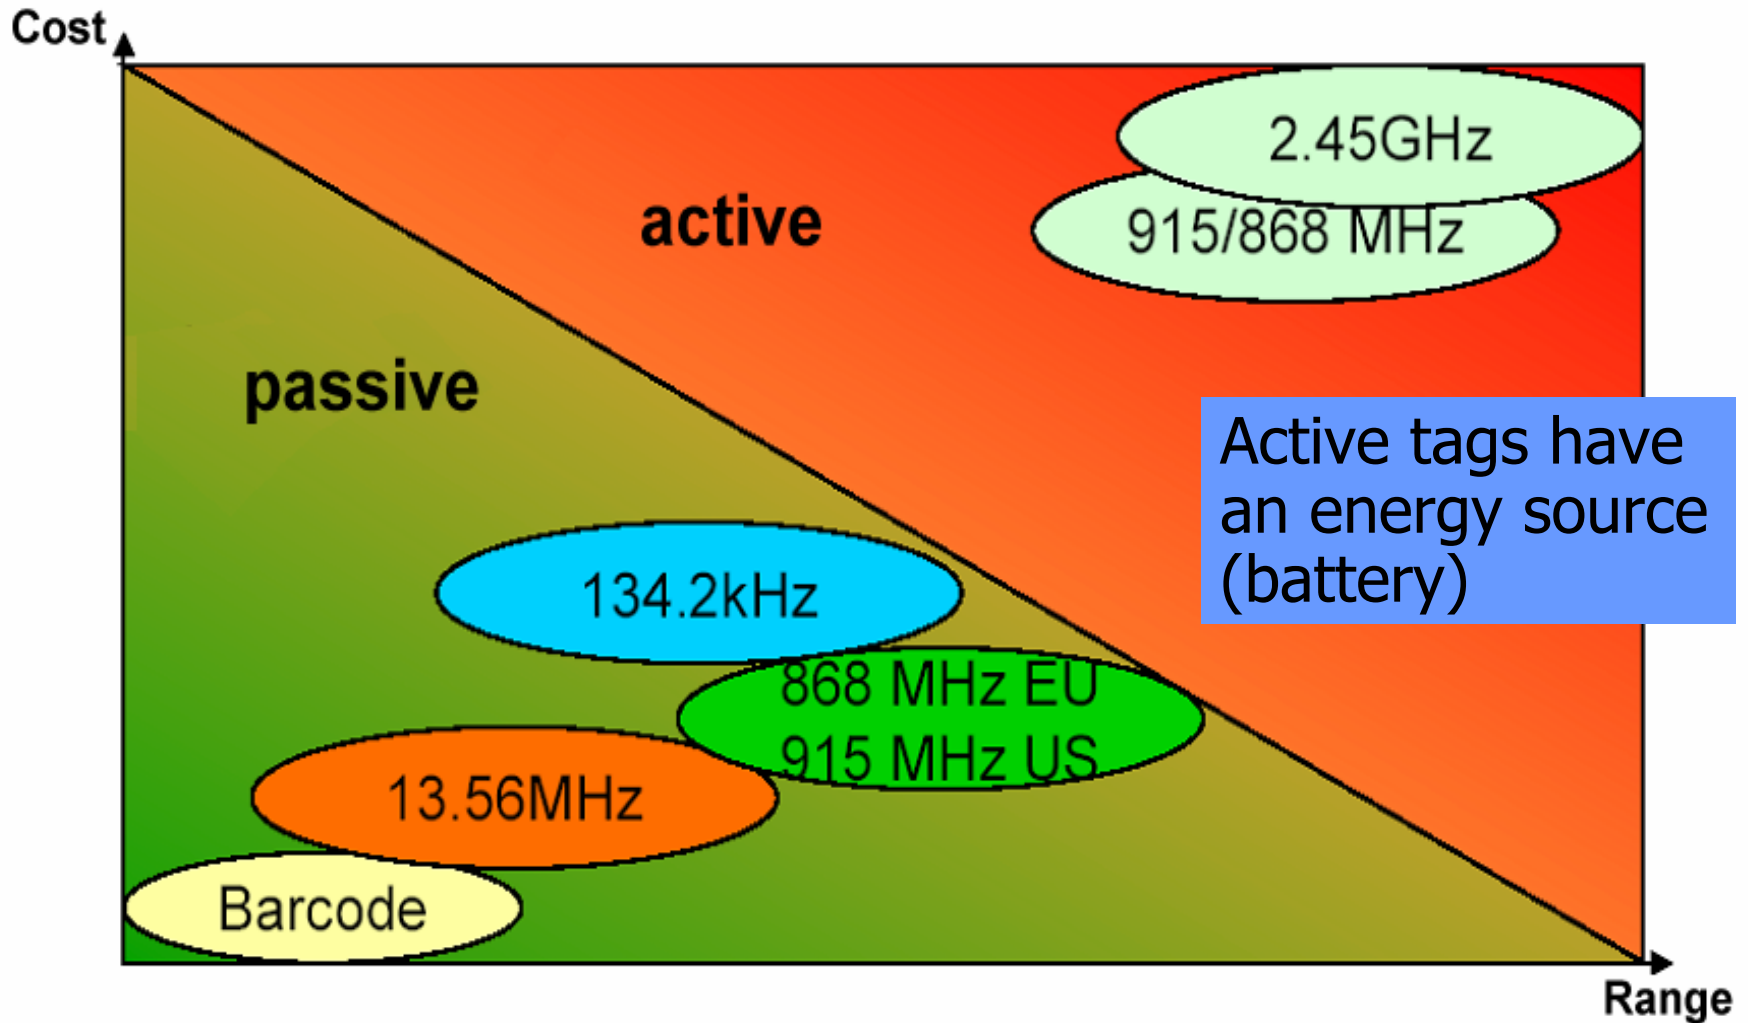 Cost
2.45GHz
915/868 MHz
active
passive
Active tags have
an energy source
(battery)
134.2kHz
868 MHz EU
915 MHz US
13.56MHz
Barcode
Range